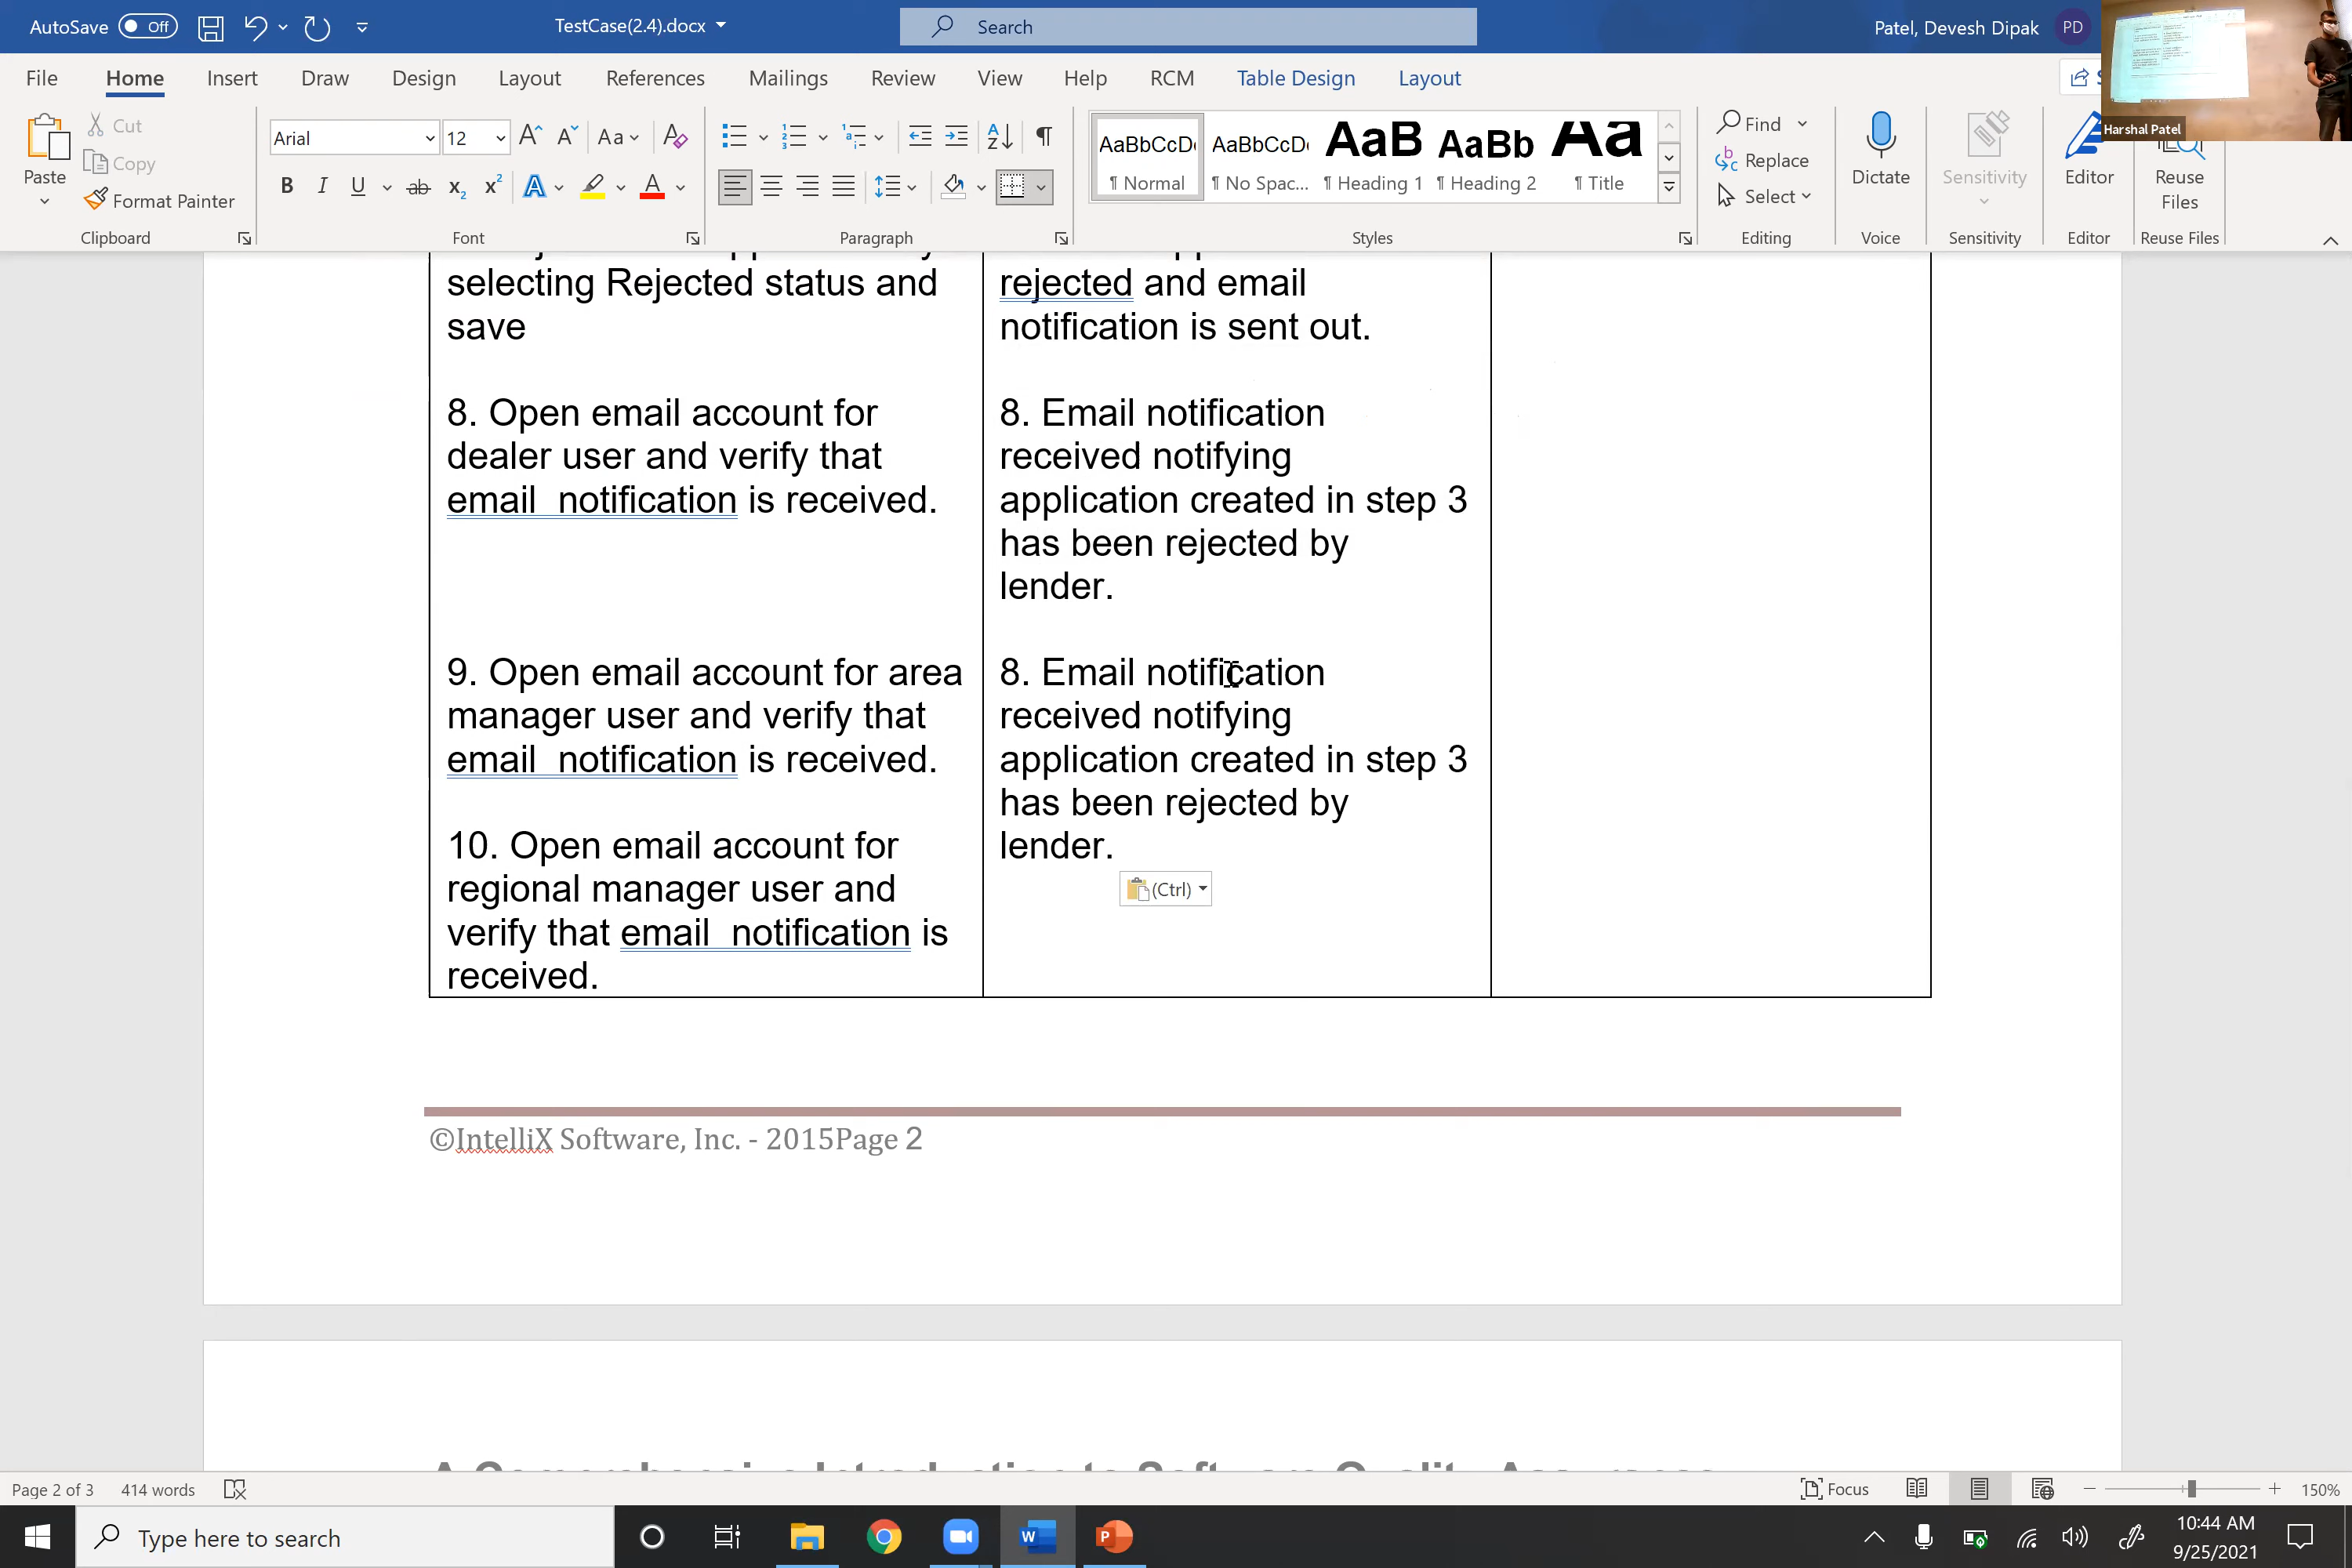 AutoSave Off TestCase(2.4).docx Search Patel, Devesh Dipak PD
File Home Insert Draw Design Layout References Mailings Review View Help RCM Table Design Layout
Harshal Patel
Paste Cut Copy Format Painter
Clipboard
Arial 12 Aa
B I U ab x2 x2 A A
Font
Paragraph
AaBbCcDc AaBbCcDc AaB AaBb Aa
¶ Normal ¶ No Spac... ¶ Heading 1 ¶ Heading 2 ¶ Title
Styles
Find
Replace
Select
Editing
Dictate
Voice
Sensitivity
Sensitivity
Editor
Editor
Reuse
Files
Reuse Files
selecting Rejected status and
save
8. Open email account for
dealer user and verify that
email  notification is received.
9. Open email account for area
manager user and verify that
email  notification is received.
10. Open email account for
regional manager user and
verify that email  notification is
received.
rejected and email
notification is sent out.
8. Email notification
received notifying
application created in step 3
has been rejected by
lender.
8. Email notification
received notifying
application created in step 3
has been rejected by
lender.
(Ctrl)
©IntelliX Software, Inc. - 2015Page 2
Page 2 of 3 414 words Focus 150%
Type here to search
10:44 AM
9/25/2021